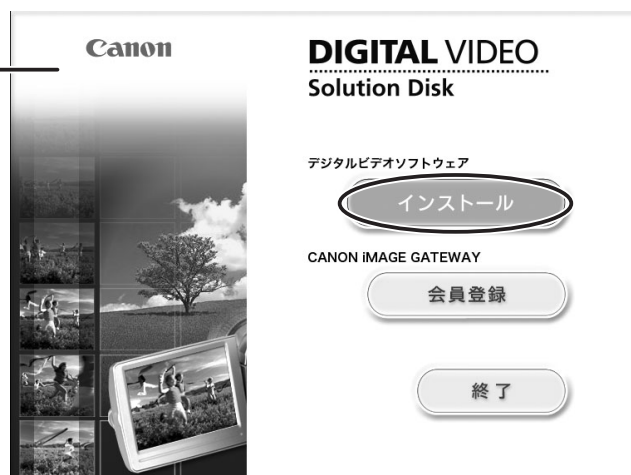 Canon
DIGITAL VIDEO
Solution Disk
デジタルビデオソフトウェア
インストール
CANON iMAGE GATEWAY
会員登録
終了